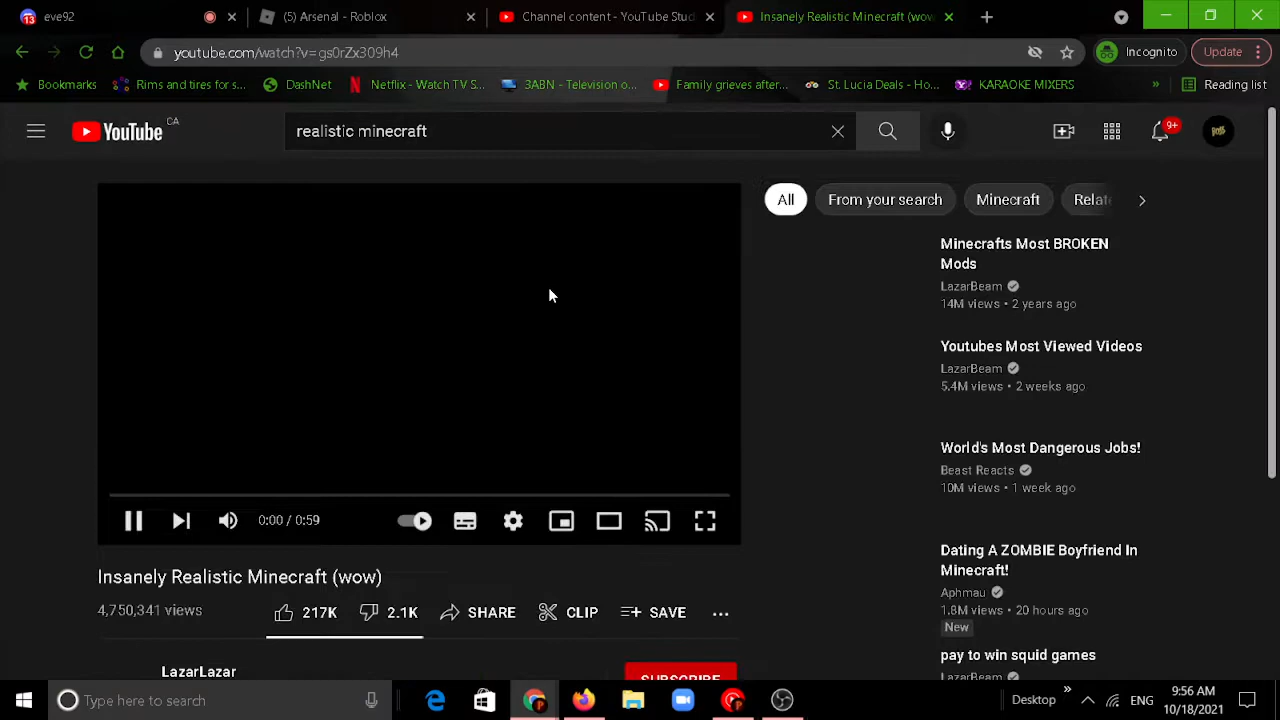 13
eve92
(5) Arsenal - Roblox
Channel content - YouTube Stud
Insanely Realistic Minecraft (wow
youtube.com/watch?v=gs0rZx309h4
Incognito
Update
Bookmarks
Rims and tires for s...
DashNet
Netflix - Watch TV S...
3ABN - Television o...
Family grieves after...
St. Lucia Deals - Ho...
KARAOKE MIXERS
»
Reading list
YouTube CA
realistic minecraft
9+
All
From your search
Minecraft
Relate
Minecrafts Most BROKEN
Mods
LazarBeam
14M views • 2 years ago
Youtubes Most Viewed Videos
LazarBeam
5.4M views • 2 weeks ago
World's Most Dangerous Jobs!
Beast Reacts
10M views • 1 week ago
Dating A ZOMBIE Boyfriend In
Minecraft!
Aphmau
1.8M views • 20 hours ago
New
pay to win squid games
LazarBeam
0:00 / 0:59
Insanely Realistic Minecraft (wow)
4,750,341 views
217K
2.1K
SHARE
CLIP
SAVE
LazarLazar
SUBSCRIBE
Type here to search
Desktop
»
ENG
9:56 AM
10/18/2021